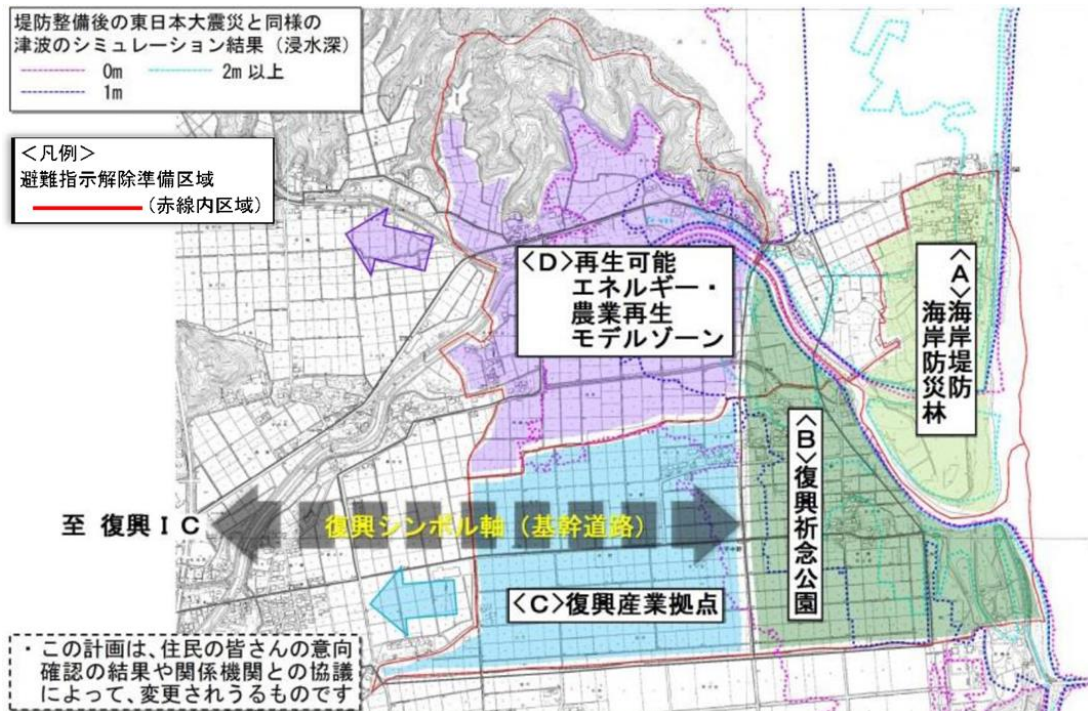 堤防整備後の東日本大震災と同様の
津波のシミュレーション結果（浸水深）
0m
2m 以上
1m
＜凡例＞
避難指示解除準備区域
（赤線内区域）
＜D＞再生可能
エネルギー・
農業再生
モデルゾーン
＜A＞海岸堤防
海岸防災林
＜B＞復興祈念公園
至 復興ＩＣ
復興シンボル軸（基幹道路）
＜C＞復興産業拠点
・この計画は、住民の皆さんの意向
確認の結果や関係機関との協議
によって、変更されうるものです